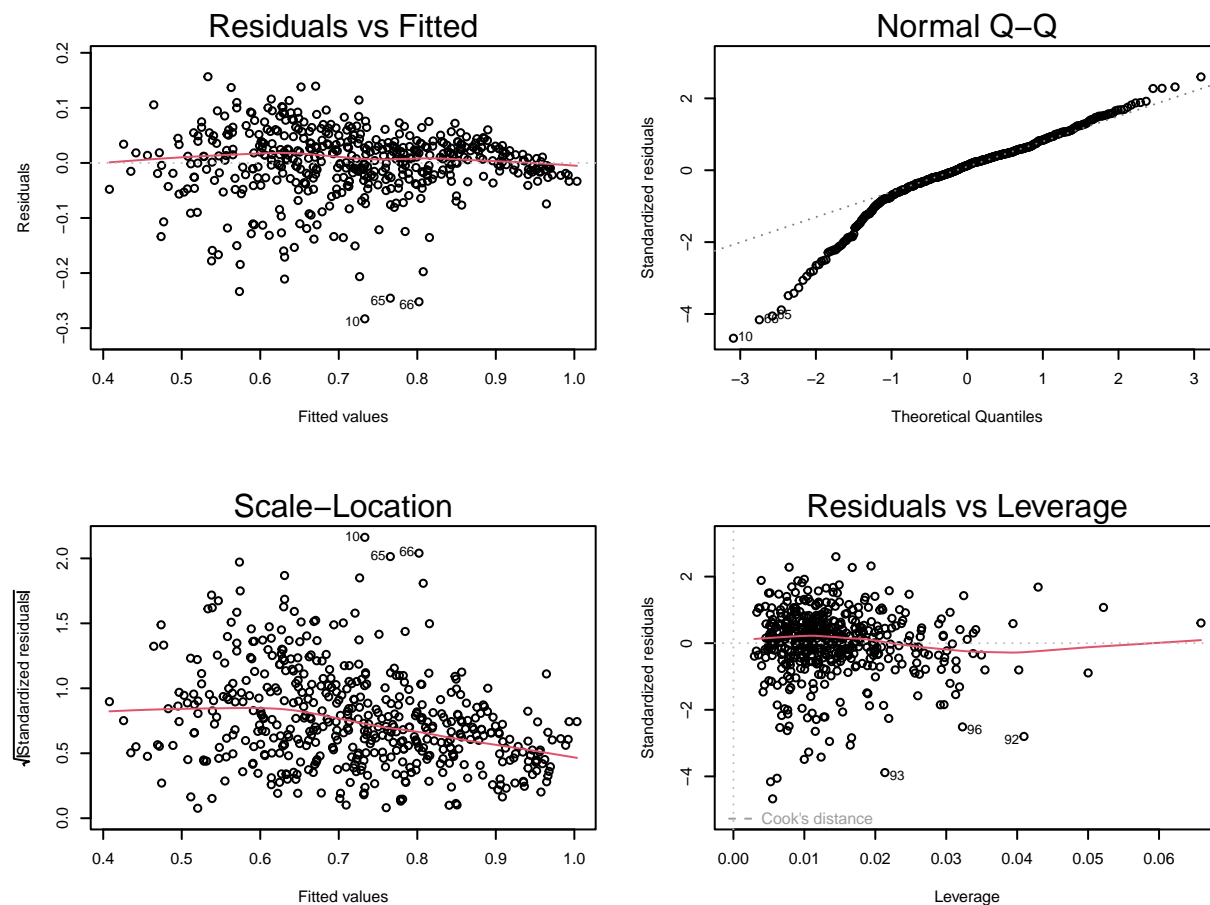 Residuals vs Fitted
Residuals
0.2
0.1
0.0
−0.1
−0.2
−0.3
65
66
10
0.4 0.5 0.6 0.7 0.8 0.9 1.0
Fitted values
Normal Q−Q
Standardized residuals
2
0
−2
−4
65
10
−3 −2 −1 0 1 2 3
Theoretical Quantiles
Scale−Location
√|Standardized residuals|
2.0
1.5
1.0
0.5
0.0
10
65
66
0.4 0.5 0.6 0.7 0.8 0.9 1.0
Fitted values
Residuals vs Leverage
Standardized residuals
2
0
−2
−4
96
92
93
Cook's distance
0.00 0.01 0.02 0.03 0.04 0.05 0.06
Leverage